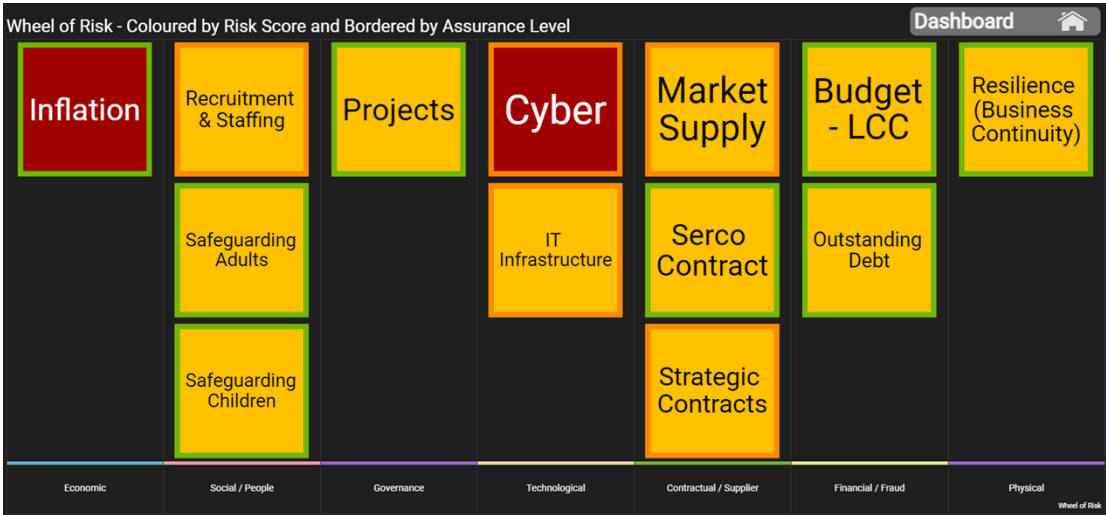 Wheel of Risk - Coloured by Risk Score and Bordered by Assurance Level
Dashboard
Inflation
Recruitment
& Staffing
Projects
Cyber
Market
Supply
Budget
- LCC
Resilience
(Business
Continuity)
Safeguarding
Adults
IT
Infrastructure
Serco
Contract
Outstanding
Debt
Safeguarding
Children
Strategic
Contracts
Economic
Social / People
Governance
Technological
Contractual / Supplier
Financial / Fraud
Physical
Wheel of Risk